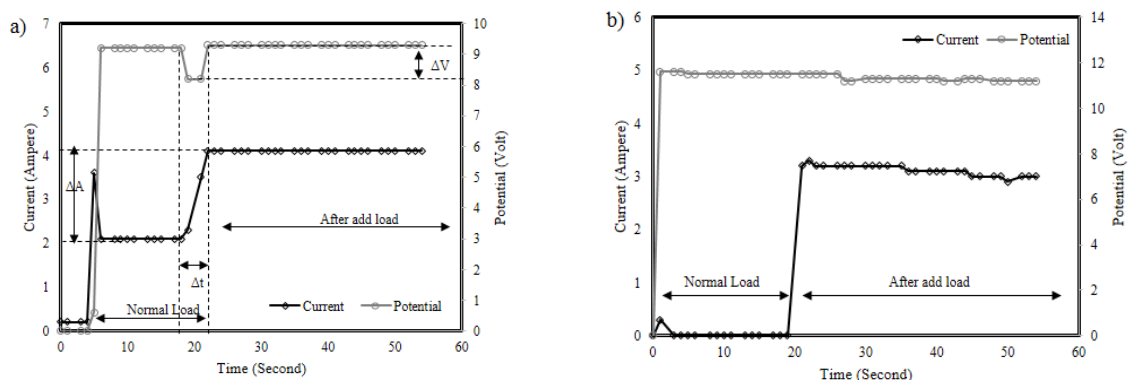 a)
7
6
5
4
3
2
1
0
Current (Ampere)
10
9
8
7
6
5
4
3
2
1
0
Potential (Volt)
ΔV
ΔA
After add load
Δt
Normal Load
Current
Potential
0 10 20 30 40 50 60
Time (Second)
b)
6
5
4
3
2
1
0
Current (Ampere)
14
12
10
8
6
4
2
0
Potential (Volt)
Current
Potential
Normal Load
After add load
0 10 20 30 40 50 60
Time (Second)